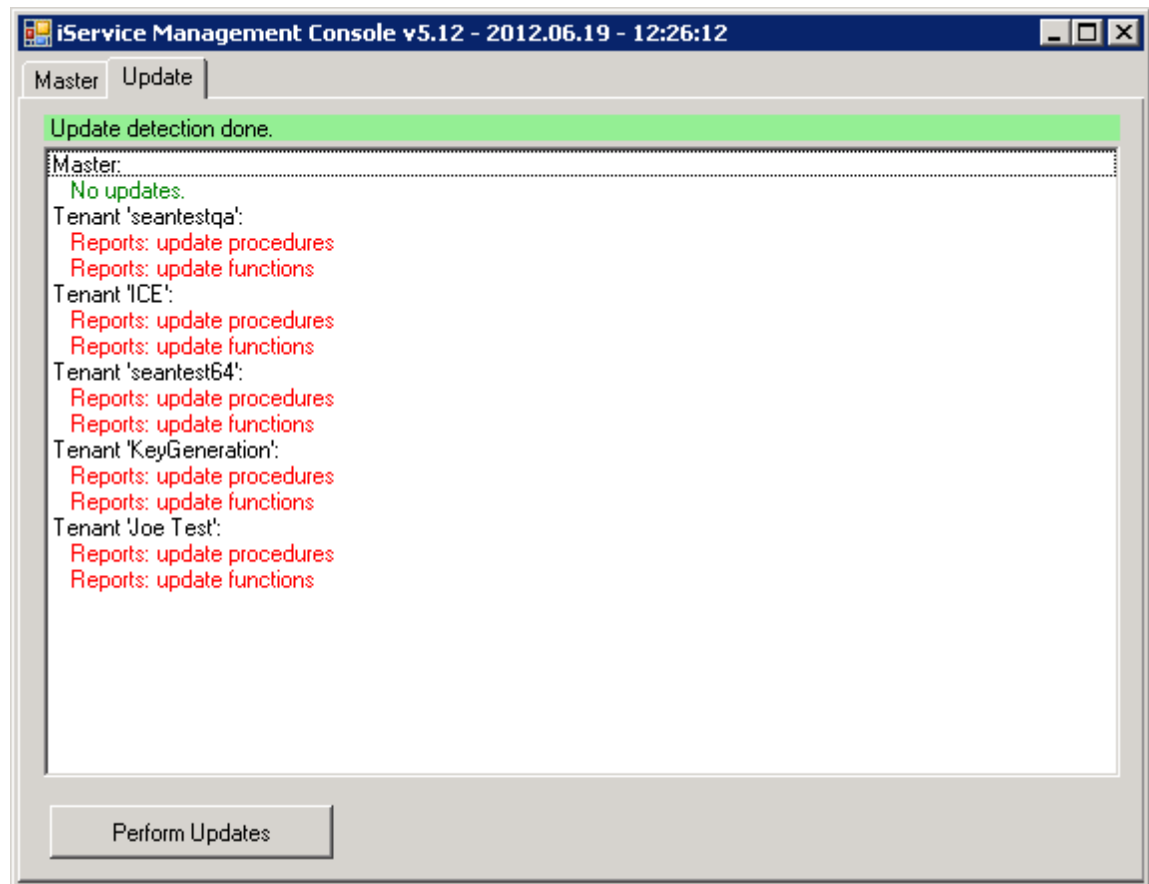 iService Management Console v5.12 - 2012.06.19 - 12:26:12
Master Update
Update detection done.
Master:
No updates.
Tenant 'seantestqa':
Reports: update procedures
Reports: update functions
Tenant 'ICE':
Reports: update procedures
Reports: update functions
Tenant 'seantest64':
Reports: update procedures
Reports: update functions
Tenant 'KeyGeneration':
Reports: update procedures
Reports: update functions
Tenant 'Joe Test':
Reports: update procedures
Reports: update functions
Perform Updates